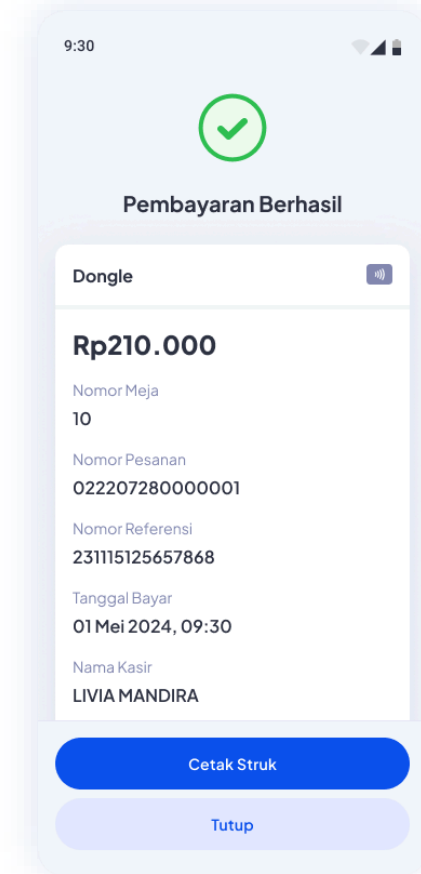 9:30
Pembayaran Berhasil
Dongle
Rp210.000
Nomor Meja
10
Nomor Pesanan
022207280000001
Nomor Referensi
231115125657868
Tanggal Bayar
01 Mei 2024, 09:30
Nama Kasir
LIVIA MANDIRA
Cetak Struk
Tutup